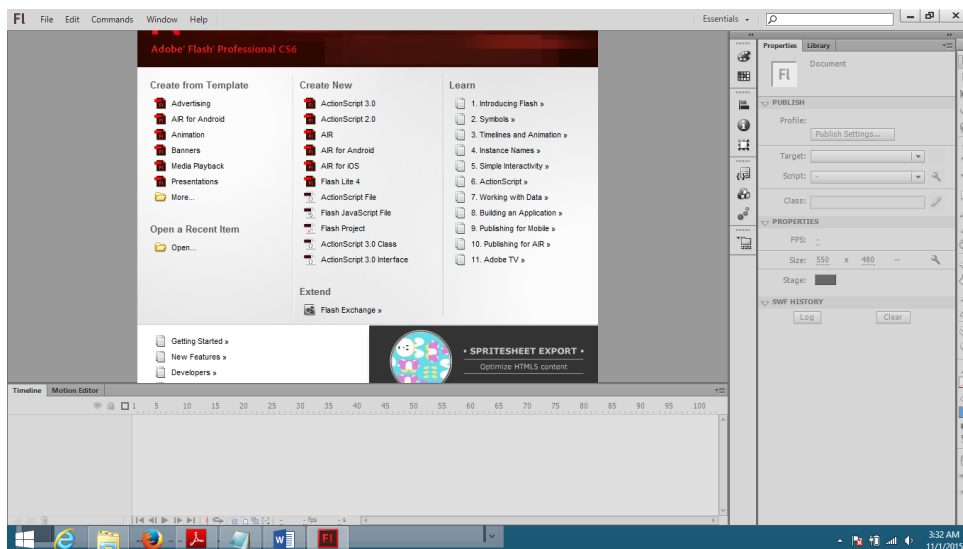 Fl File Edit Commands Window Help Essentials
Adobe® Flash® Professional CS6
Create from Template
Advertising
AIR for Android
Animation
Banners
Media Playback
Presentations
More...
Open a Recent Item
Open...
Create New
ActionScript 3.0
ActionScript 2.0
AIR
AIR for Android
AIR for iOS
Flash Lite 4
ActionScript File
Flash JavaScript File
Flash Project
ActionScript 3.0 Class
ActionScript 3.0 Interface
Extend
Flash Exchange »
Learn
1. Introducing Flash »
2. Symbols »
3. Timelines and Animation »
4. Instance Names »
5. Simple Interactivity »
6. ActionScript »
7. Working with Data »
8. Building an Application »
9. Publishing for Mobile »
10. Publishing for AIR »
11. Adobe TV »
Getting Started »
New Features »
Developers »
• SPRITESHEET EXPORT •
Optimize HTML5 content
Properties Library
Fl Document
PUBLISH
Profile:
Publish Settings...
Target:
Script: -
Class:
PROPERTIES
FPS: -
Size: 550 x 480 --
Stage:
SWF HISTORY
Log Clear
Timeline Motion Editor
1 5 10 15 20 25 30 35 40 45 50 55 60 65 70 75 80 85 90 95 100
- - fps - s
Fl
3:32 AM
11/1/2015